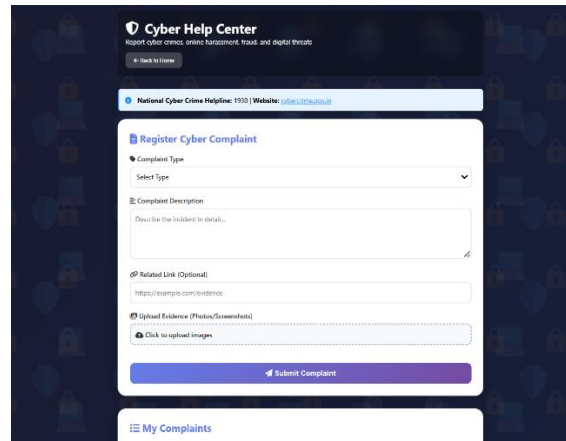 Cyber Help Center
Report cyber crimes, online harassment, fraud, and digital threats
← Back to Home
National Cyber Crime Helpline: 1930 | Website: cybercrime.gov.in
Register Cyber Complaint
Complaint Type
Select Type
Complaint Description
Describe the incident in detail...
Related Link (Optional)
https://example.com/evidence
Upload Evidence (Photos/Screenshots)
Click to upload images
Submit Complaint
My Complaints